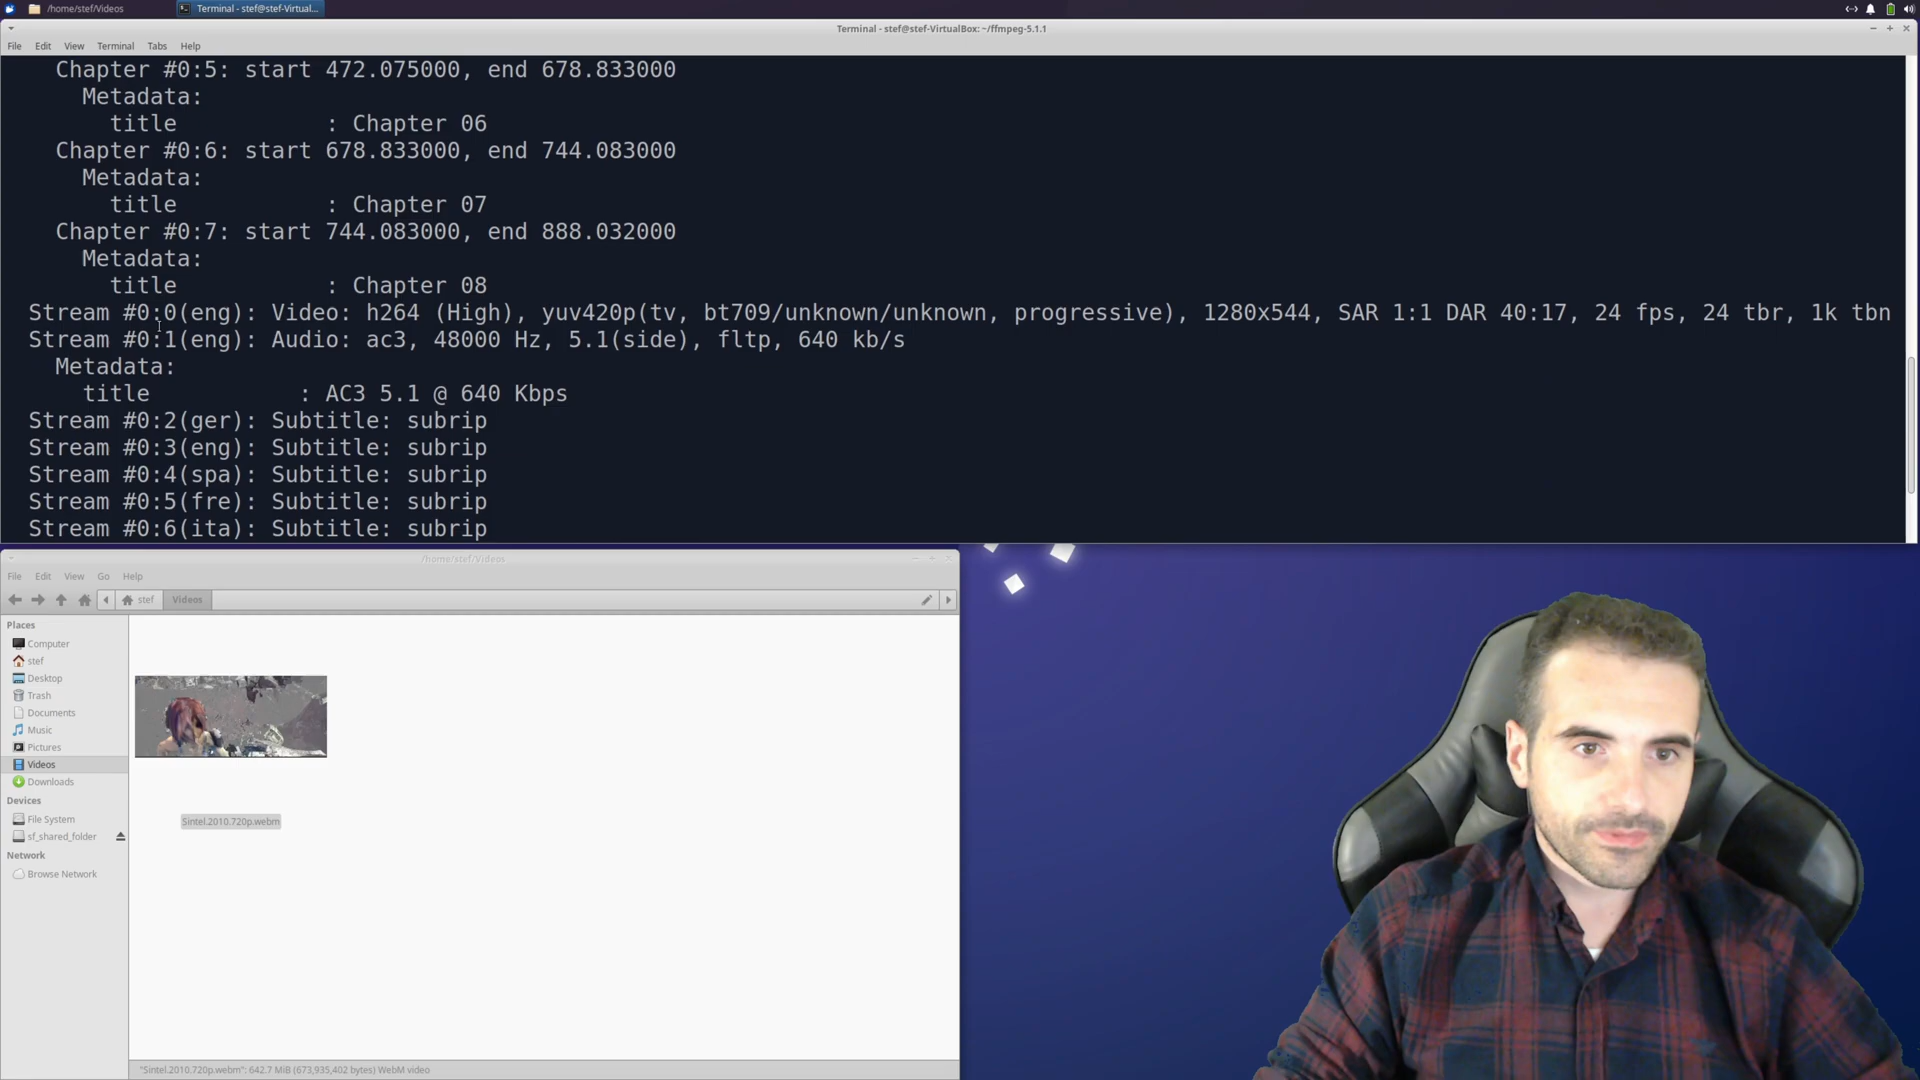 /home/stef/Videos
Terminal - stef@stef-Virtual...
Terminal - stef@stef-VirtualBox: ~/ffmpeg-5.1.1
File Edit View Terminal Tabs Help
Chapter #0:5: start 472.075000, end 678.833000
Metadata:
title : Chapter 06
Chapter #0:6: start 678.833000, end 744.083000
Metadata:
title : Chapter 07
Chapter #0:7: start 744.083000, end 888.032000
Metadata:
title : Chapter 08
Stream #0:0(eng): Video: h264 (High), yuv420p(tv, bt709/unknown/unknown, progressive), 1280x544, SAR 1:1 DAR 40:17, 24 fps, 24 tbr, 1k tbn
Stream #0:1(eng): Audio: ac3, 48000 Hz, 5.1(side), fltp, 640 kb/s
Metadata:
title : AC3 5.1 @ 640 Kbps
Stream #0:2(ger): Subtitle: subrip
Stream #0:3(eng): Subtitle: subrip
Stream #0:4(spa): Subtitle: subrip
Stream #0:5(fre): Subtitle: subrip
Stream #0:6(ita): Subtitle: subrip
/home/stef/Videos
File Edit View Go Help
stef Videos
Places
Computer
stef
Desktop
Trash
Documents
Music
Pictures
Videos
Downloads
Devices
File System
sf_shared_folder
Network
Browse Network
Sintel.2010.720p.webm
"Sintel.2010.720p.webm": 642.7 MiB (673,935,402 bytes) WebM video